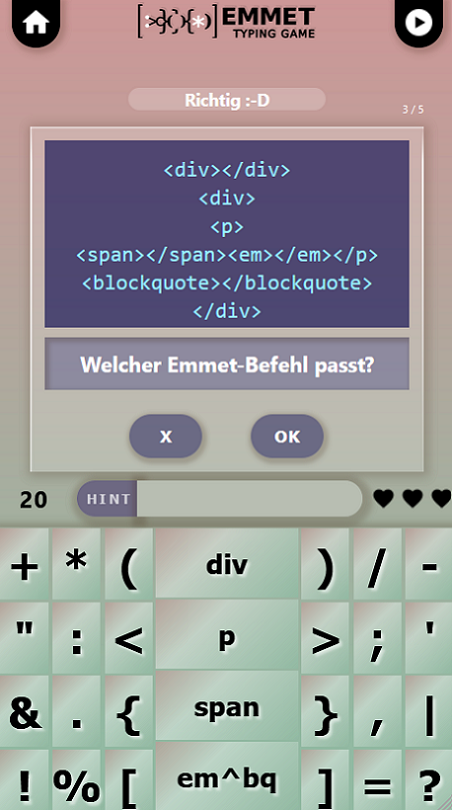 [>{}{*}] EMMET
TYPING GAME
Richtig :-D
3/5
<div></div>
<div>
<p>
<span></span><em></em></p>
<blockquote></blockquote>
</div>
Welcher Emmet-Befehl passt?
X OK
20 HINT
+ * ( div ) / -
" : < p > ; '
& . { span } , |
! % [ em^bq ] = ?